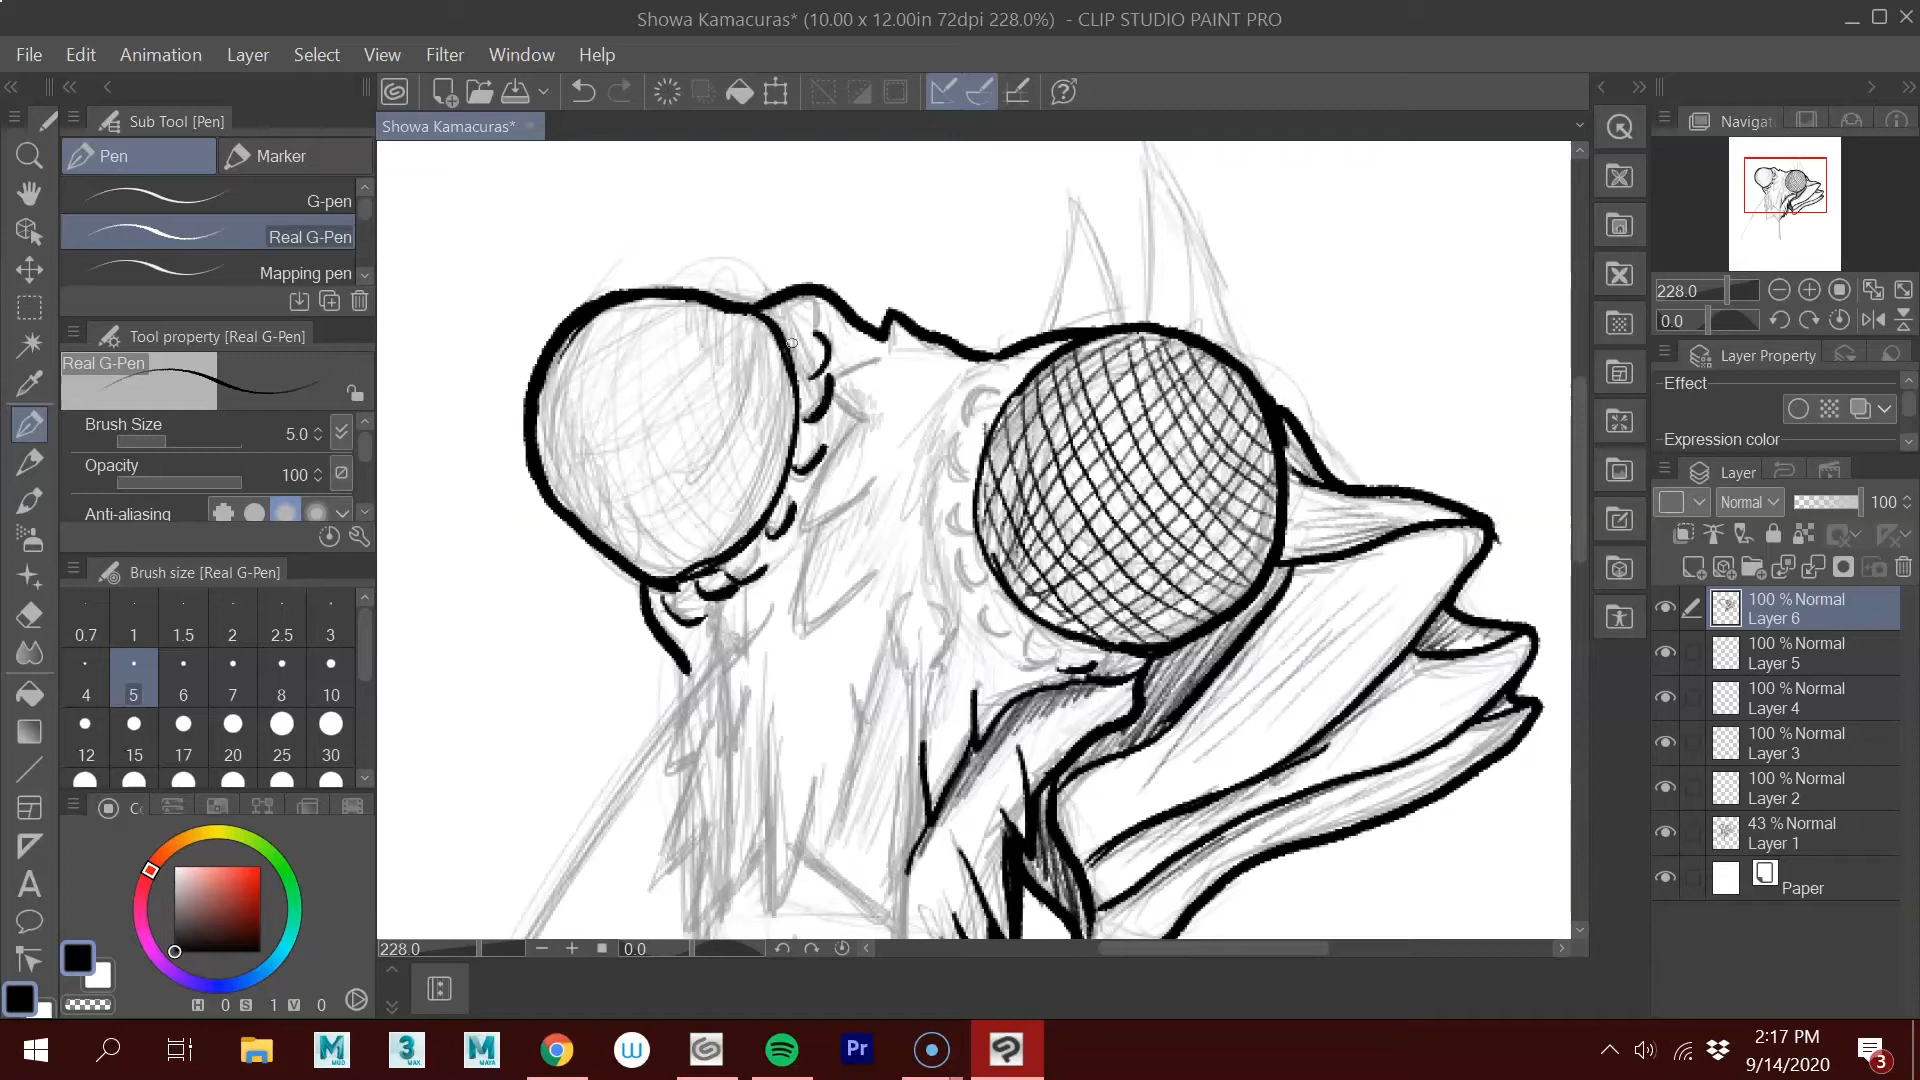 Showa Kamacuras* (10.00 x 12.00in 72dpi 228.0%) - CLIP STUDIO PAINT PRO
File Edit Animation Layer Select View Filter Window Help
Sub Tool [Pen]
Showa Kamacuras*
Pen Marker
G-pen
Real G-Pen
Mapping pen
Tool property [Real G-Pen]
Real G-Pen
Brush Size 5.0
Opacity 100
Anti-aliasing
Brush size [Real G-Pen]
0.7 1 1.5 2 2.5 3
4 5 6 7 8 10
12 15 17 20 25 30
H 0 S 1 V 0
228.0 0.0
228.0
0.0
Layer Property
Effect
Expression color
Layer
Normal 100
100 % Normal
Layer 6
100 % Normal
Layer 5
100 % Normal
Layer 4
100 % Normal
Layer 3
100 % Normal
Layer 2
43 % Normal
Layer 1
Paper
M MUD 3 MAX M MAYA W Pr
2:17 PM
9/14/2020
3